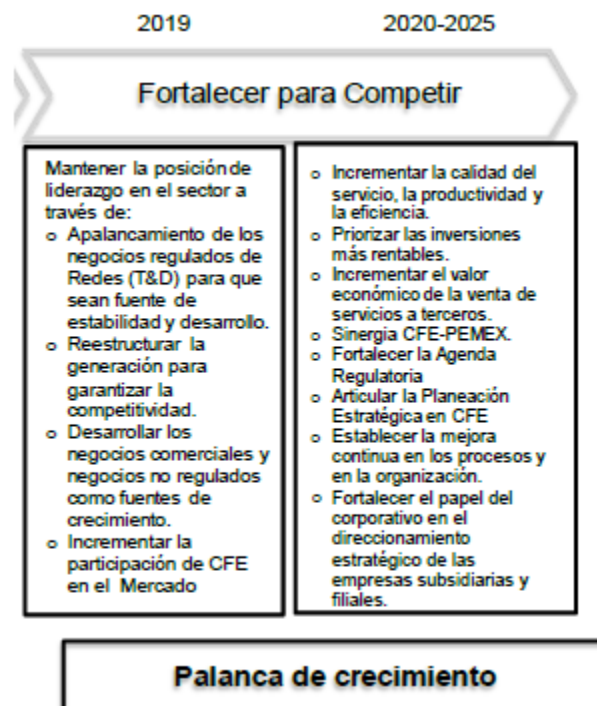 2019
2020-2025
Fortalecer para Competir
Mantener la posición de
liderazgo en el sector a
través de:
o Apalancamiento de los
negocios regulados de
Redes (T&D) para que
sean fuente de
estabilidad y desarrollo.
o Reestructurar la
generación para
garantizar la
competitividad.
o Desarrollar los
negocios comerciales y
negocios no regulados
como fuentes de
crecimiento.
o Incrementar la
participación de CFE
en el Mercado
o Incrementar la calidad del
servicio, la productividad y
la eficiencia.
o Priorizar las inversiones
más rentables.
o Incrementar el valor
económico de la venta de
servicios a terceros.
o Sinergia CFE-PEMEX.
o Fortalecer la Agenda
Regulatoria
o Articular la Planeación
Estratégica en CFE
o Establecer la mejora
continua en los procesos y
en la organización.
o Fortalecer el papel del
corporativo en el
direccionamiento
estratégico de las
empresas subsidiarias y
filiales.
Palanca de crecimiento